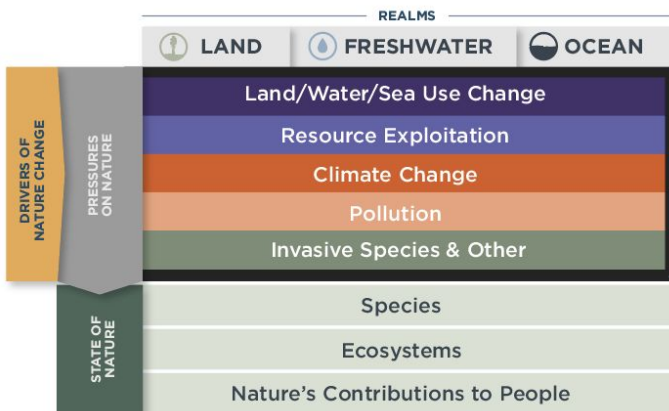 REALMS
LAND
FRESHWATER
OCEAN
DRIVERS OF
NATURE CHANGE
PRESSURES
ON NATURE
Land/Water/Sea Use Change
Resource Exploitation
Climate Change
Pollution
Invasive Species & Other
STATE OF
NATURE
Species
Ecosystems
Nature's Contributions to People